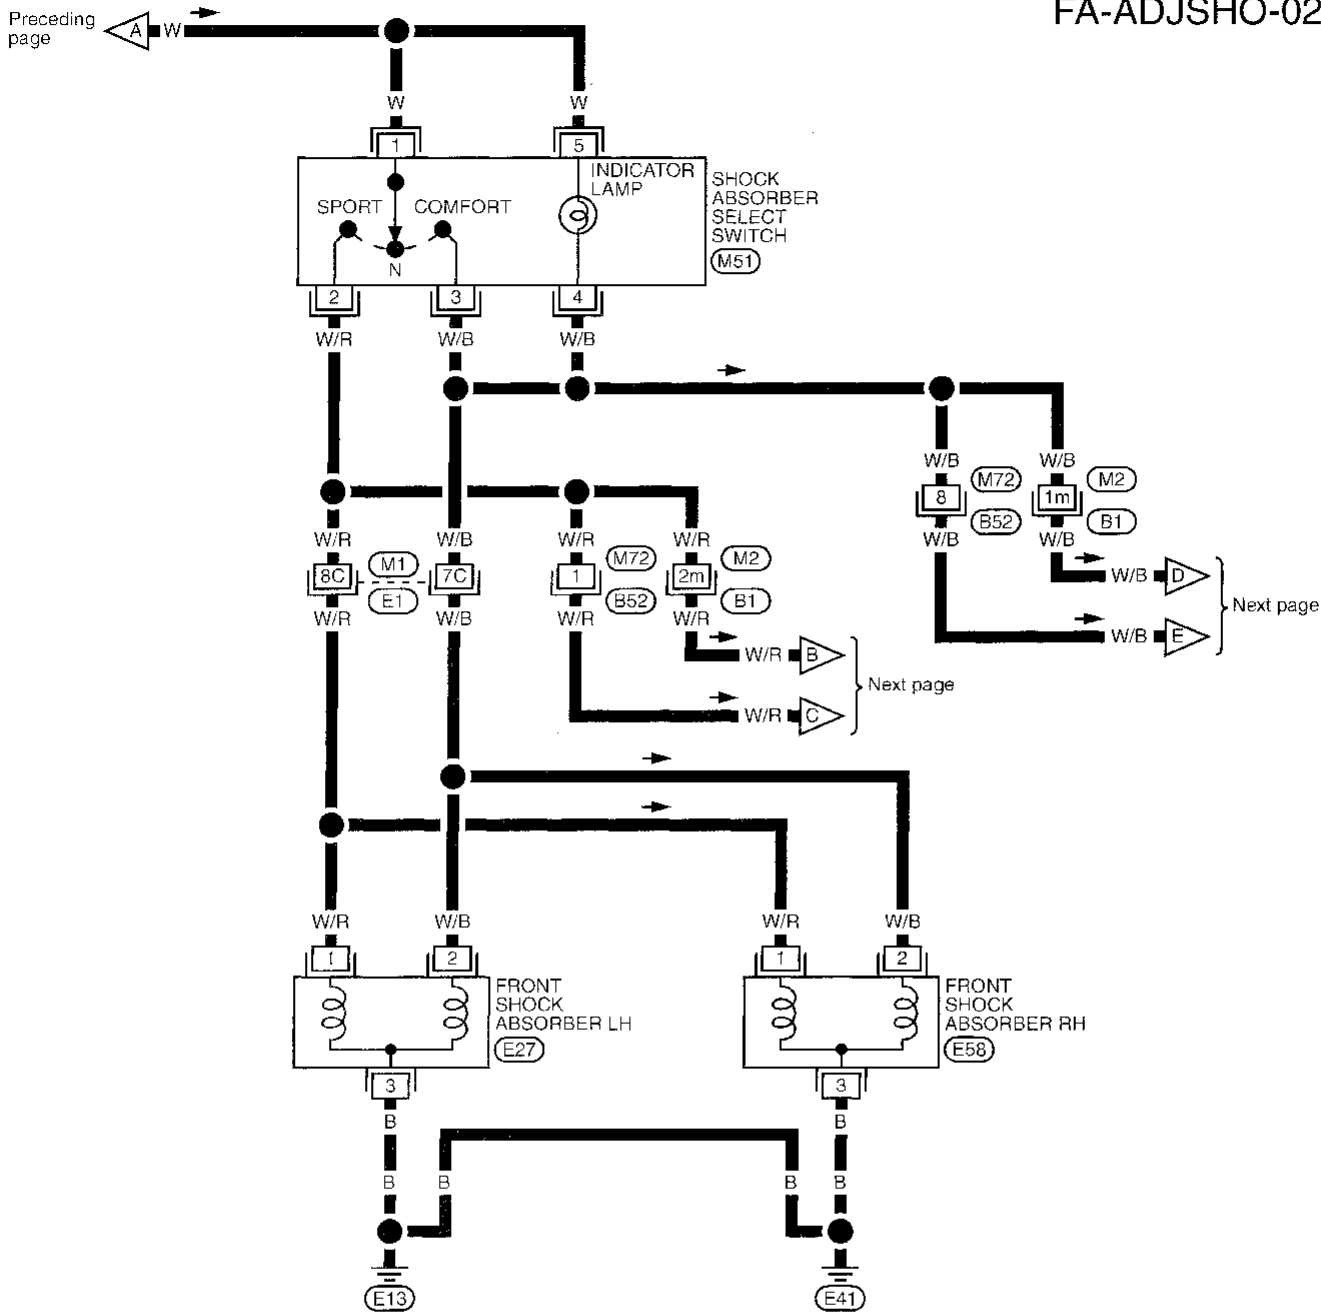 FA-ADJSHO-02
Preceding
page
A
W
W
W
1
5
INDICATOR
LAMP
SPORT
COMFORT
N
SHOCK
ABSORBER
SELECT
SWITCH
M51
2
3
4
W/R
W/B
W/B
W/B
W/B
8
M72
B52
1m
M2
B1
W/B
W/B
W/R
W/B
W/R
W/R
8C
M1
E1
7C
1
M72
B52
2m
M2
B1
W/R
W/B
W/R
W/R
W/B
D
W/B
E
Next page
W/R
B
W/R
C
Next page
W/R
W/B
W/R
W/B
1
2
1
2
FRONT
SHOCK
ABSORBER LH
E27
FRONT
SHOCK
ABSORBER RH
E58
3
3
B
B
B
B
B
B
E13
E41